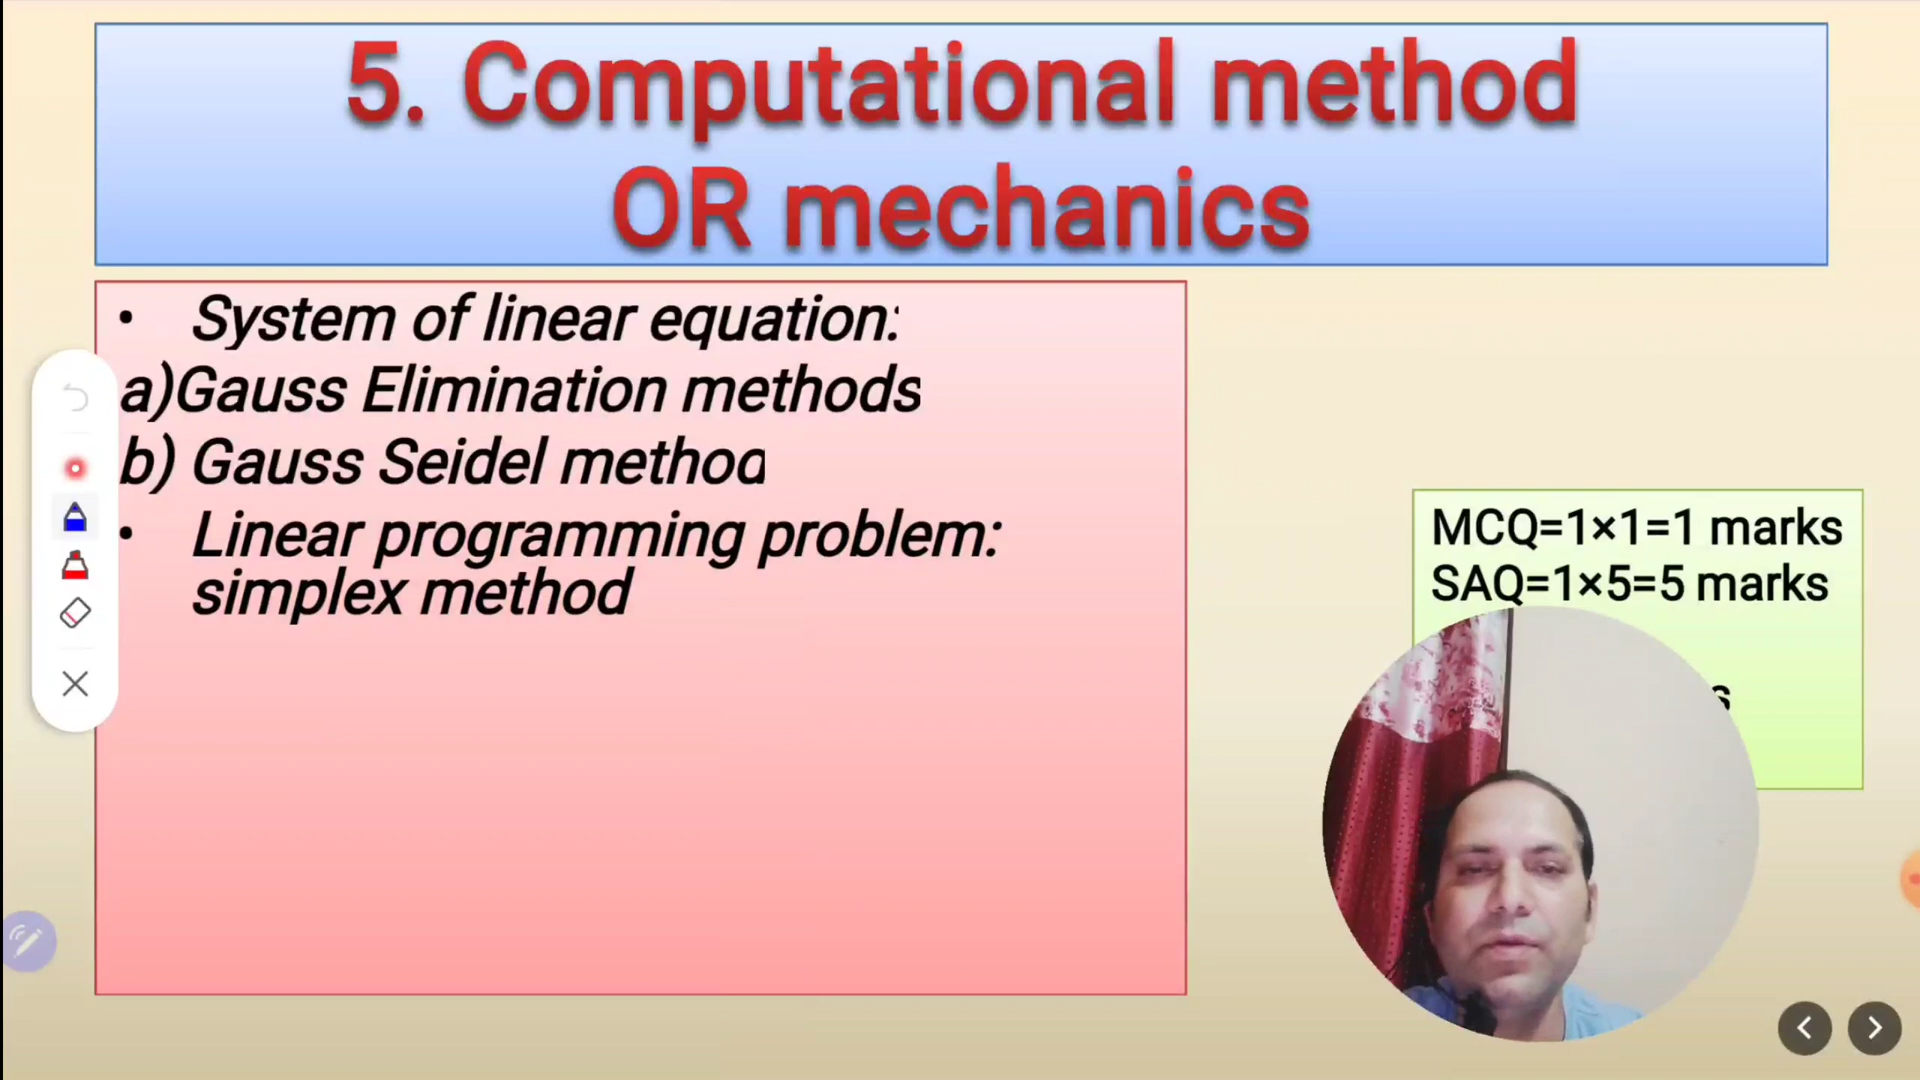 5. Computational method
OR mechanics
• System of linear equation:
a)Gauss Elimination methods
b) Gauss Seidel method
• Linear programming problem:
simplex method
MCQ=1×1=1 marks
SAQ=1×5=5 marks